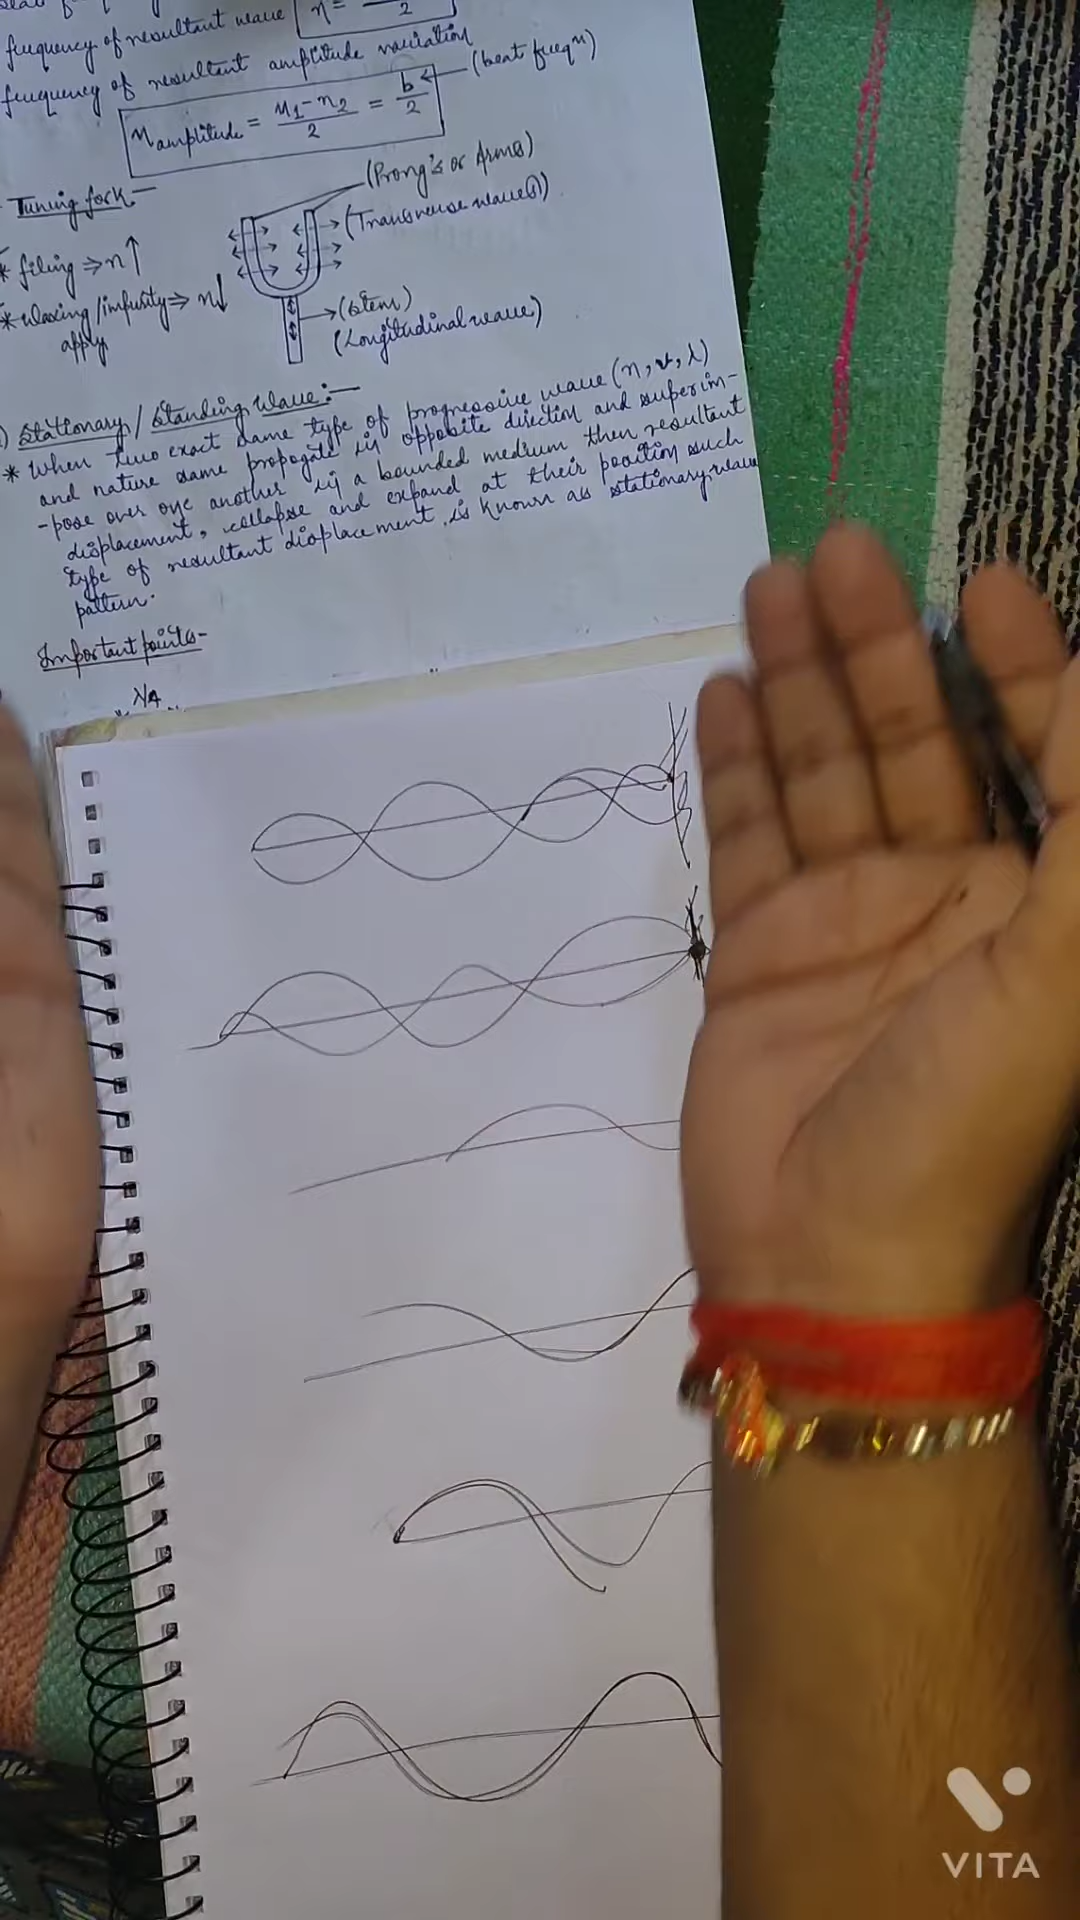 frequency of resultant wave n = 2
frequency of resultant amplitude variation
n amplitude = n1-n2/2 = b/2 ← (beat freqn)
Tuning fork:-
(Prong's or Arms)
(Transverse wave(s))
* filing ⇒ n↑
* waxing/impurity ⇒ n↓
apply
(stem)
(Longitudinal wave)
) Stationary / Standing Wave:-
* When two exact same type of progressive wave (n, v, λ)
and nature same propogate in opposite direction and superim-
-pose over oye another in a bounded medium then resultant
displacement, collapse and expand at their position such
type of resultant displacement is known as stationary wave
pattern.
Important points-
λ/4
VITA